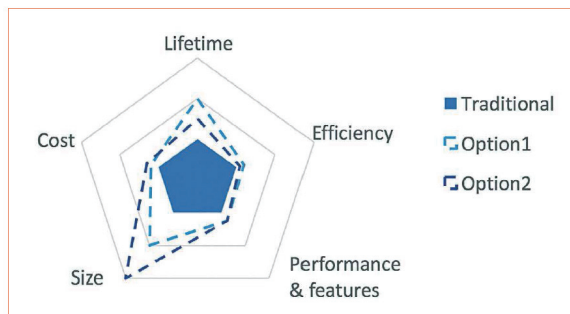 Lifetime
Cost
Efficiency
Size
Performance
& features
Traditional
Option1
Option2